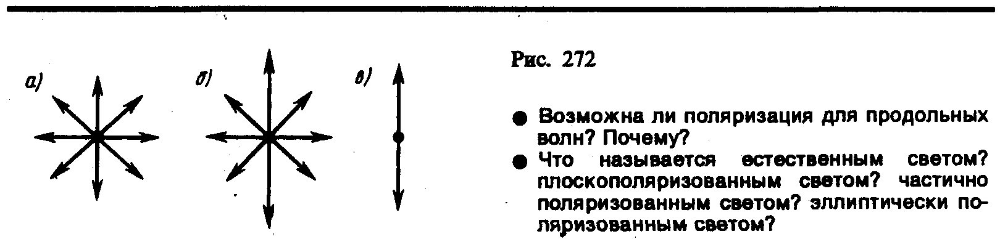 а)
б)
в)
Рис. 272
● Возможна ли поляризация для продольных
волн? Почему?
● Что называется естественным светом?
плоскополяризованным светом? частично
поляризованным светом? эллиптически по-
ляризованным светом?